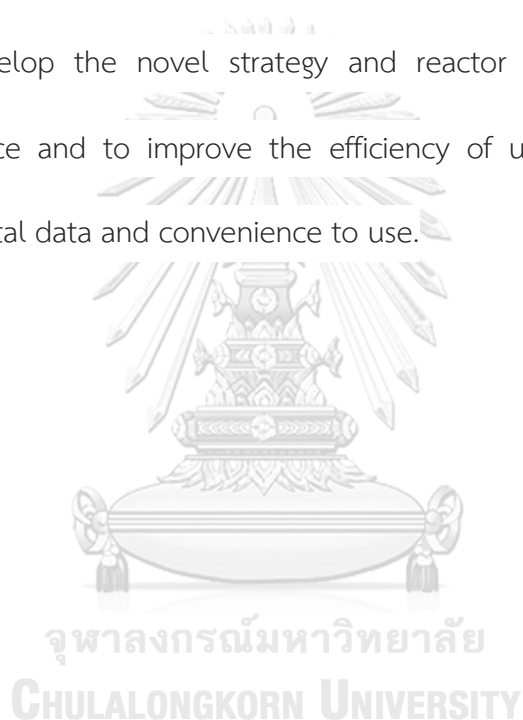 elop the novel strategy and reactor
ce and to improve the efficiency of u
tal data and convenience to use.
จุฬาลงกรณ์มหาวิทยาลัย
CHULALONGKORN UNIVERSITY